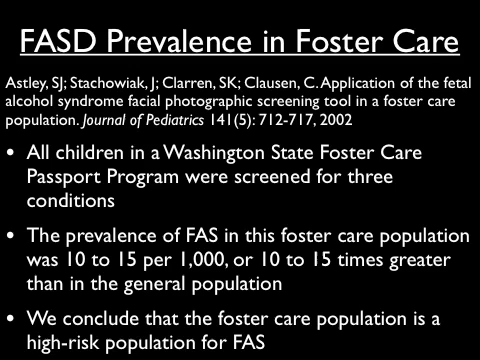 FASD Prevalence in Foster Care
Astley, SJ; Stachowiak, J; Clarren, SK; Clausen, C. Application of the fetal
alcohol syndrome facial photographic screening tool in a foster care
population. Journal of Pediatrics 141(5): 712-717, 2002
• All children in a Washington State Foster Care
Passport Program were screened for three
conditions
• The prevalence of FAS in this foster care population
was 10 to 15 per 1,000, or 10 to 15 times greater
than in the general population
• We conclude that the foster care population is a
high-risk population for FAS